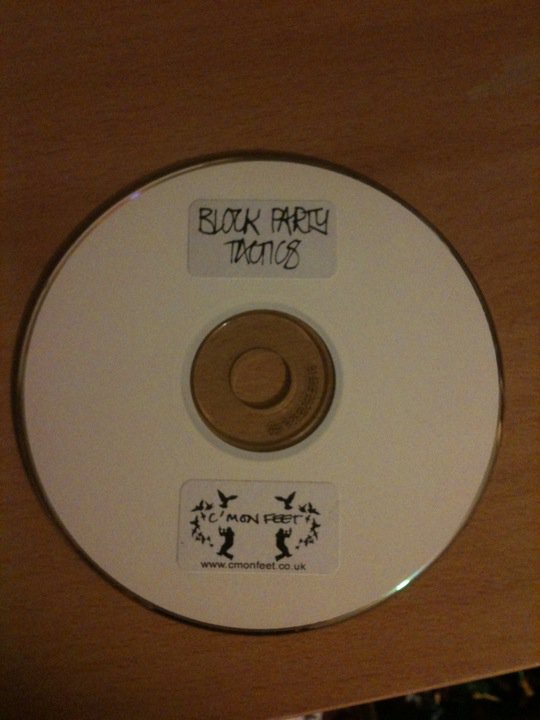 BLOCK PARTY
TACTICS
C'MON FEET
www.cmonfeet.co.uk